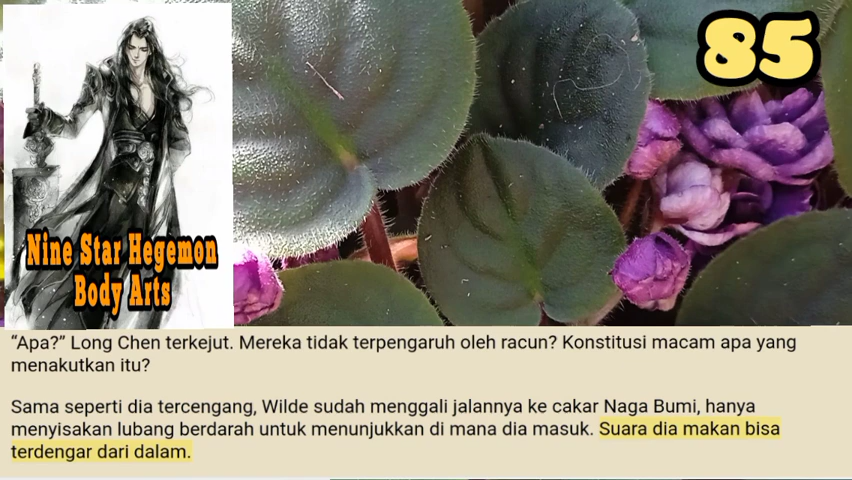 85
Nine Star Hegemon
Body Arts
“Apa?” Long Chen terkejut. Mereka tidak terpengaruh oleh racun? Konstitusi macam apa yang
menakutkan itu?
Sama seperti dia tercengang, Wilde sudah menggali jalannya ke cakar Naga Bumi, hanya
menyisakan lubang berdarah untuk menunjukkan di mana dia masuk. Suara dia makan bisa
terdengar dari dalam.